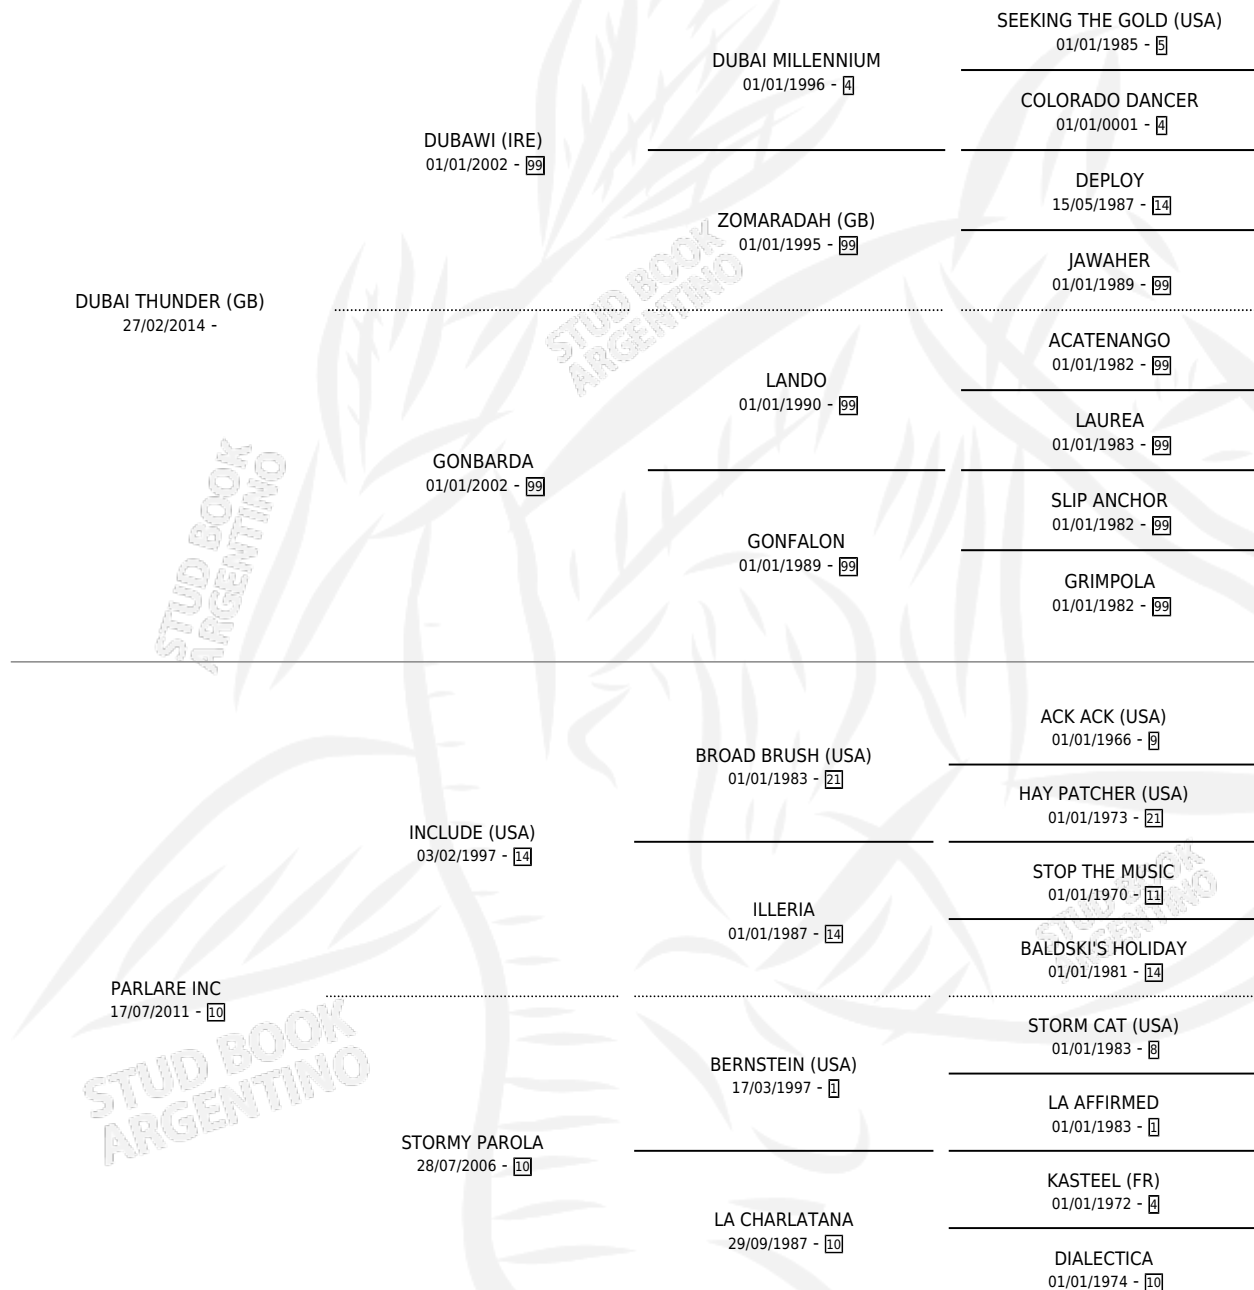 SEEKING THE GOLD (USA)
01/01/1985 - 5
DUBAI MILLENNIUM
01/01/1996 - 4
COLORADO DANCER
01/01/0001 - 4
DUBAWI (IRE)
01/01/2002 - 99
DEPLOY
15/05/1987 - 14
ZOMARADAH (GB)
01/01/1995 - 99
JAWAHER
01/01/1989 - 99
DUBAI THUNDER (GB)
27/02/2014 -
STUD BOOK
ARGENTINO
ACATENANGO
01/01/1982 - 99
LANDO
01/01/1990 - 99
LAUREA
01/01/1983 - 99
GONBARDA
01/01/2002 - 99
SLIP ANCHOR
01/01/1982 - 99
GONFALON
01/01/1989 - 99
GRIMPOLA
01/01/1982 - 99
STUD BOOK
ARGENTINO
ACK ACK (USA)
01/01/1966 - 9
BROAD BRUSH (USA)
01/01/1983 - 21
HAY PATCHER (USA)
01/01/1973 - 21
INCLUDE (USA)
03/02/1997 - 14
STOP THE MUSIC
01/01/1970 - 11
ILLERIA
01/01/1987 - 14
BALDSKI'S HOLIDAY
01/01/1981 - 14
STUD BOOK
ARGENTINO
PARLARE INC
17/07/2011 - 10
STUD BOOK
ARGENTINO
STORM CAT (USA)
01/01/1983 - 8
BERNSTEIN (USA)
17/03/1997 - 1
LA AFFIRMED
01/01/1983 - 1
STORMY PAROLA
28/07/2006 - 10
KASTEEL (FR)
01/01/1972 - 4
LA CHARLATANA
29/09/1987 - 10
DIALECTICA
01/01/1974 - 10